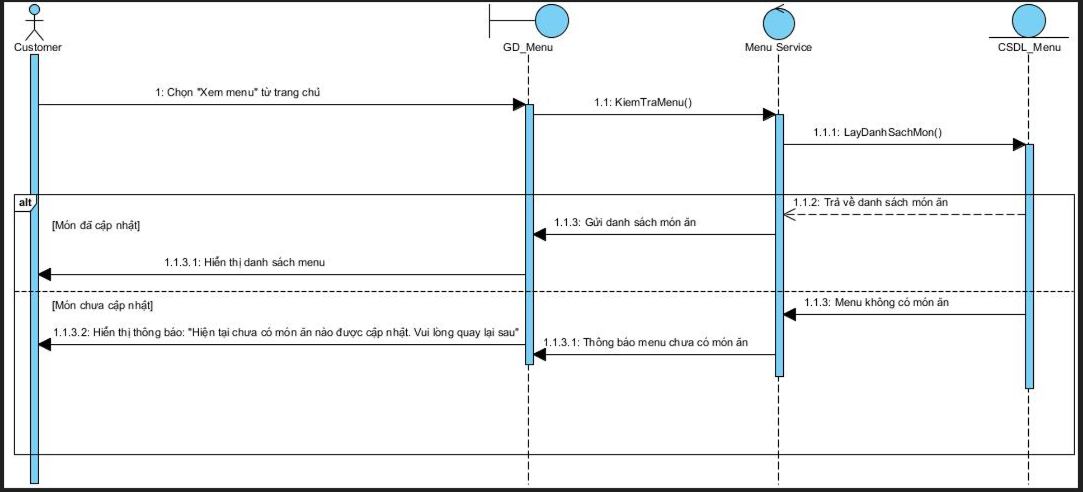 Customer
GD_Menu
Menu Service
CSDL_Menu
1: Chọn "Xem menu" từ trang chủ
1.1: KiemTraMenu()
1.1.1: LayDanhSachMon()
alt
1.1.2: Trả về danh sách món ăn
[Món đã cập nhật]
1.1.3: Gửi danh sách món ăn
1.1.3.1: Hiển thị danh sách menu
[Món chưa cập nhật]
1.1.3: Menu không có món ăn
1.1.3.2: Hiển thị thông báo: "Hiện tại chưa có món ăn nào được cập nhật. Vui lòng quay lại sau"
1.1.3.1: Thông báo menu chưa có món ăn